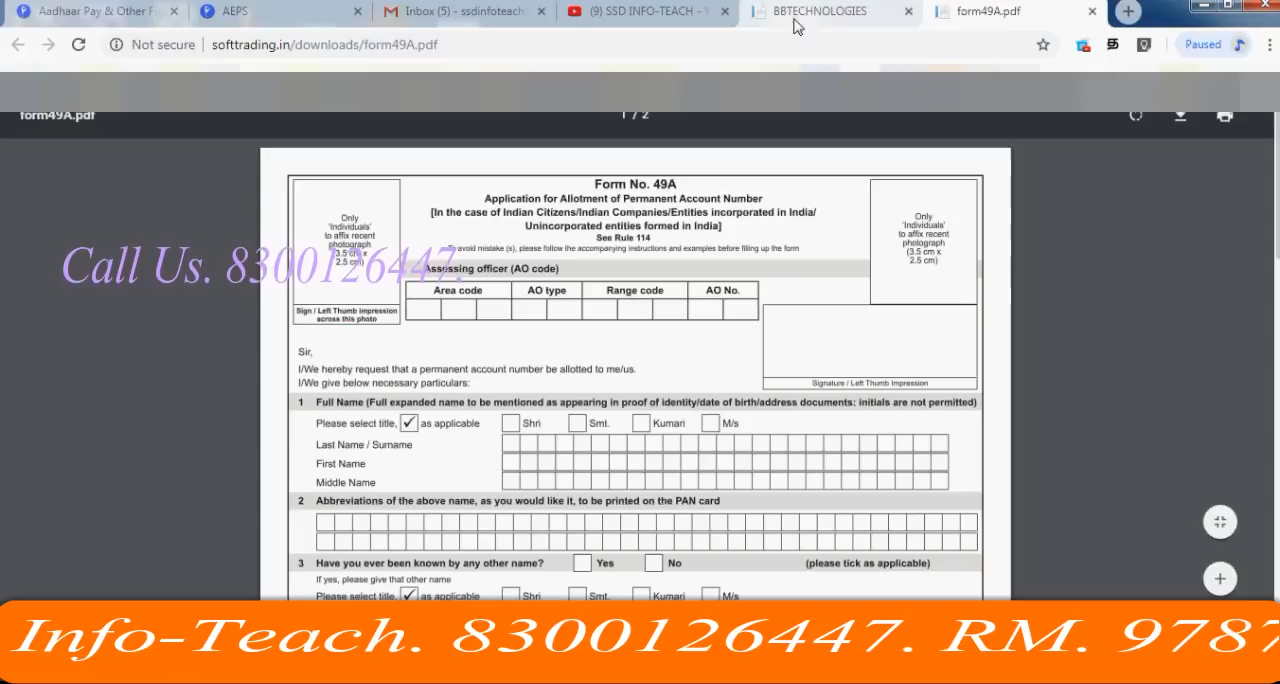 Aadhaar Pay & Other F
AEPS
Inbox (5) - ssdinfoteach
(9) SSD INFO-TEACH - Y
BBTECHNOLOGIES
form49A.pdf
Not secure
softtrading.in/downloads/form49A.pdf
Paused
form49A.pdf
1 / 2
Form No. 49A
Application for Allotment of Permanent Account Number
[In the case of Indian Citizens/Indian Companies/Entities incorporated in India/
Unincorporated entities formed in India]
See Rule 114
To avoid mistake (s), please follow the accompanying instructions and examples before filling up the form
Only
'Individuals'
to affix recent
photograph
(3.5 cm x
2.5 cm)
Only
'Individuals'
to affix recent
photograph
(3.5 cm x
2.5 cm)
Call Us. 8300126447.
Assessing officer (AO code)
Area code
AO type
Range code
AO No.
Sign / Left Thumb impression
across this photo
Sir,
I/We hereby request that a permanent account number be allotted to me/us.
I/We give below necessary particulars:
Signature / Left Thumb Impression
1 Full Name (Full expanded name to be mentioned as appearing in proof of identity/date of birth/address documents: initials are not permitted)
Please select title, ✓ as applicable Shri Smt. Kumari M/s
Last Name / Surname
First Name
Middle Name
2 Abbreviations of the above name, as you would like it, to be printed on the PAN card
3 Have you ever been known by any other name? Yes No (please tick as applicable)
If yes, please give that other name
Please select title, ✓ as applicable Shri Smt. Kumari M/s
Info-Teach. 8300126447. RM. 9787